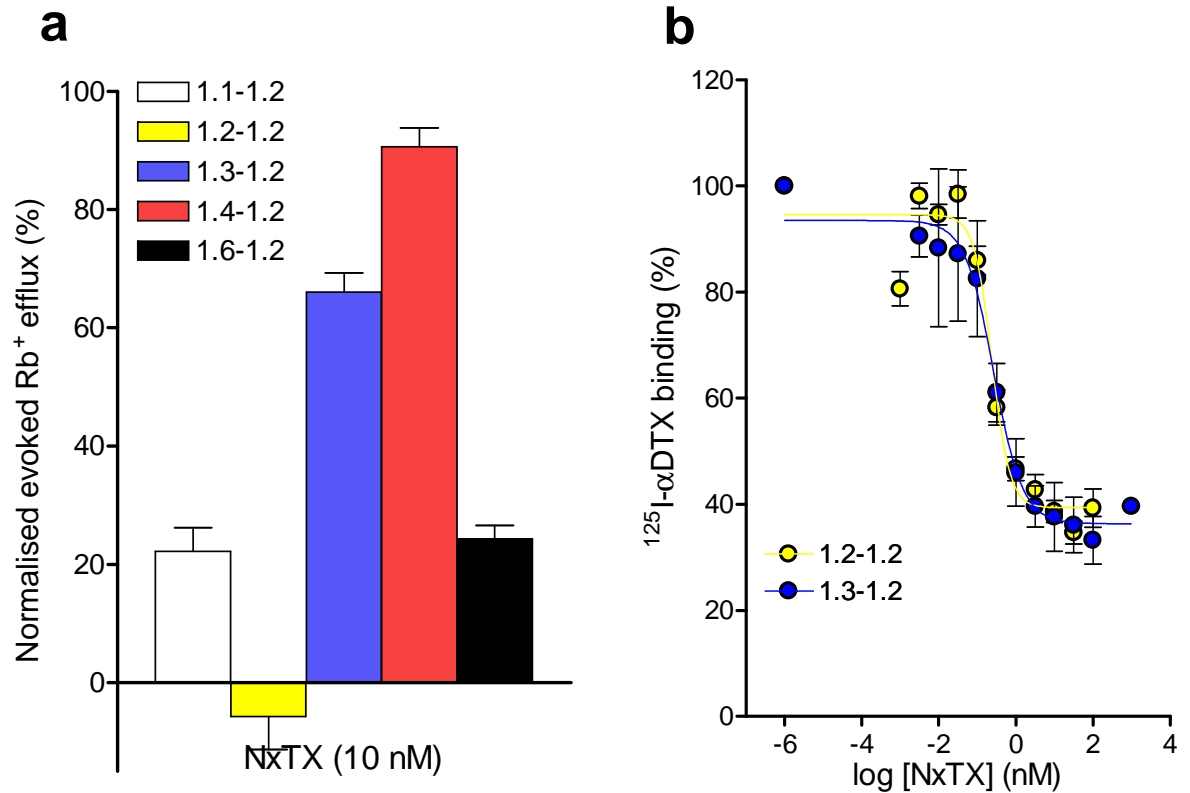 a
Normalised evoked Rb+ efflux (%)
100
80
60
40
20
0
1.1-1.2
1.2-1.2
1.3-1.2
1.4-1.2
1.6-1.2
NxTX (10 nM)
b
125I-αDTX binding (%)
120
100
80
60
40
20
0
1.2-1.2
1.3-1.2
-6 -4 -2 0 2 4
log [NxTX] (nM)